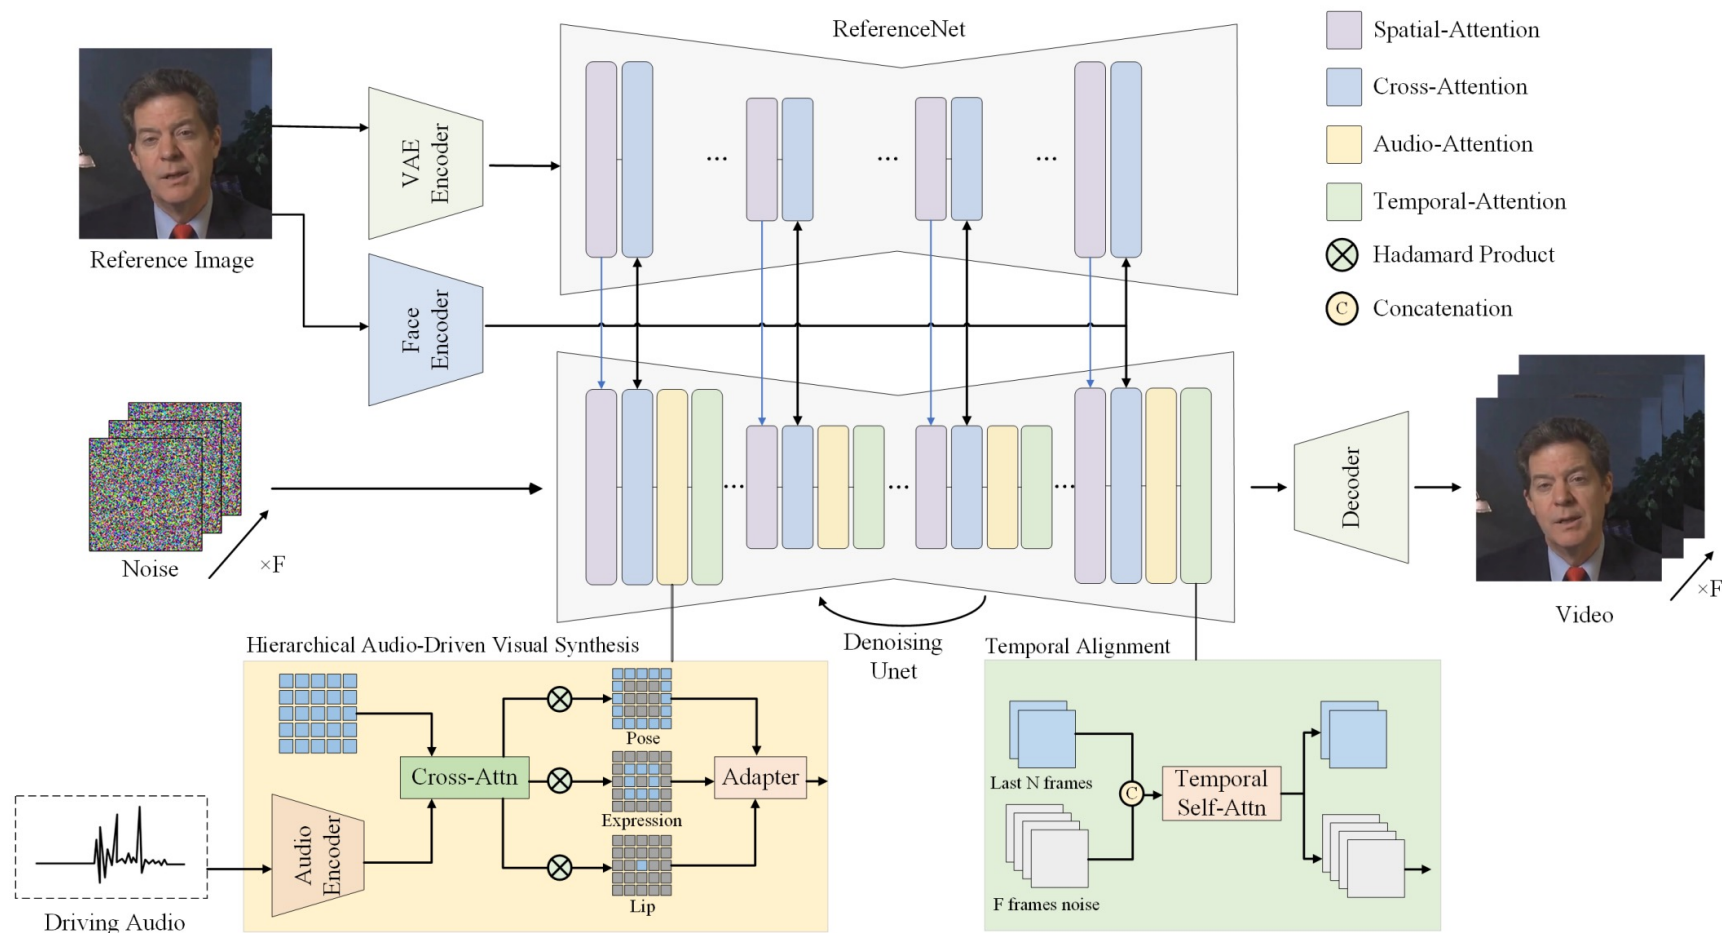 ReferenceNet
Spatial-Attention
Cross-Attention
Audio-Attention
Temporal-Attention
Hadamard Product
C
Concatenation
VAE
Encoder
Reference Image
Face
Encoder
Noise
×F
Decoder
Video
×F
Denoising
Unet
Hierarchical Audio-Driven Visual Synthesis
Cross-Attn
Pose
Expression
Lip
Adapter
Audio
Encoder
Driving Audio
Temporal Alignment
Last N frames
C
Temporal
Self-Attn
F frames noise
...
...
...
...
...
...